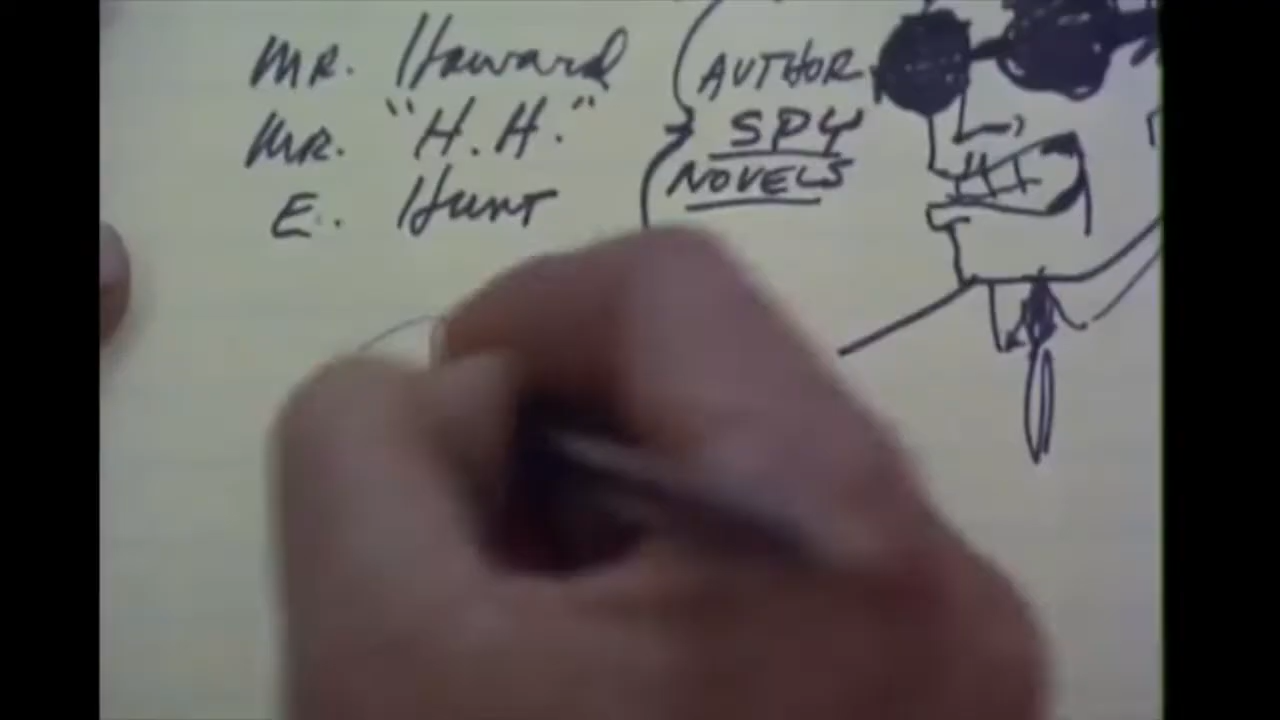 MR. Howard
MR. "H.H."
E. Hunt
AUTHOR
SPY
NOVELS